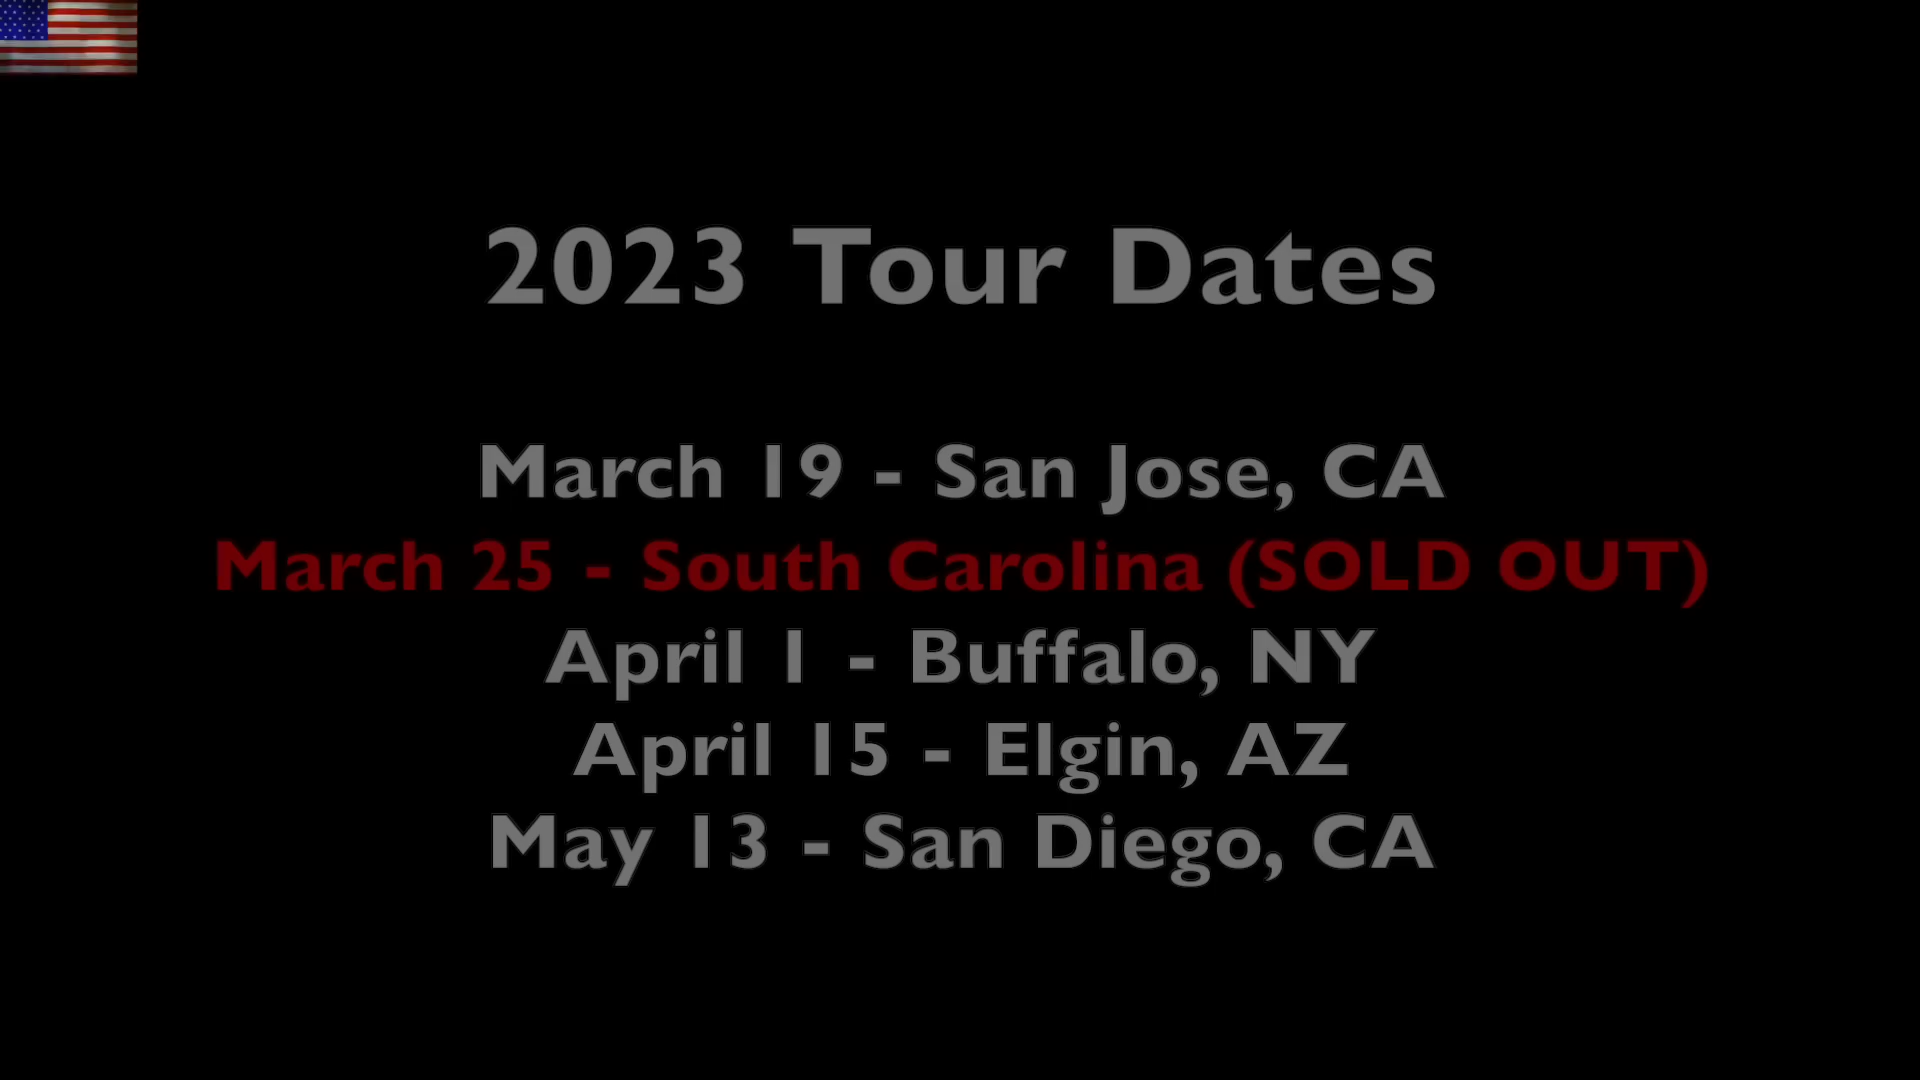 2023 Tour Dates
March 19 - San Jose, CA
March 25 - South Carolina (SOLD OUT)
April 1 - Buffalo, NY
April 15 - Elgin, AZ
May 13 - San Diego, CA